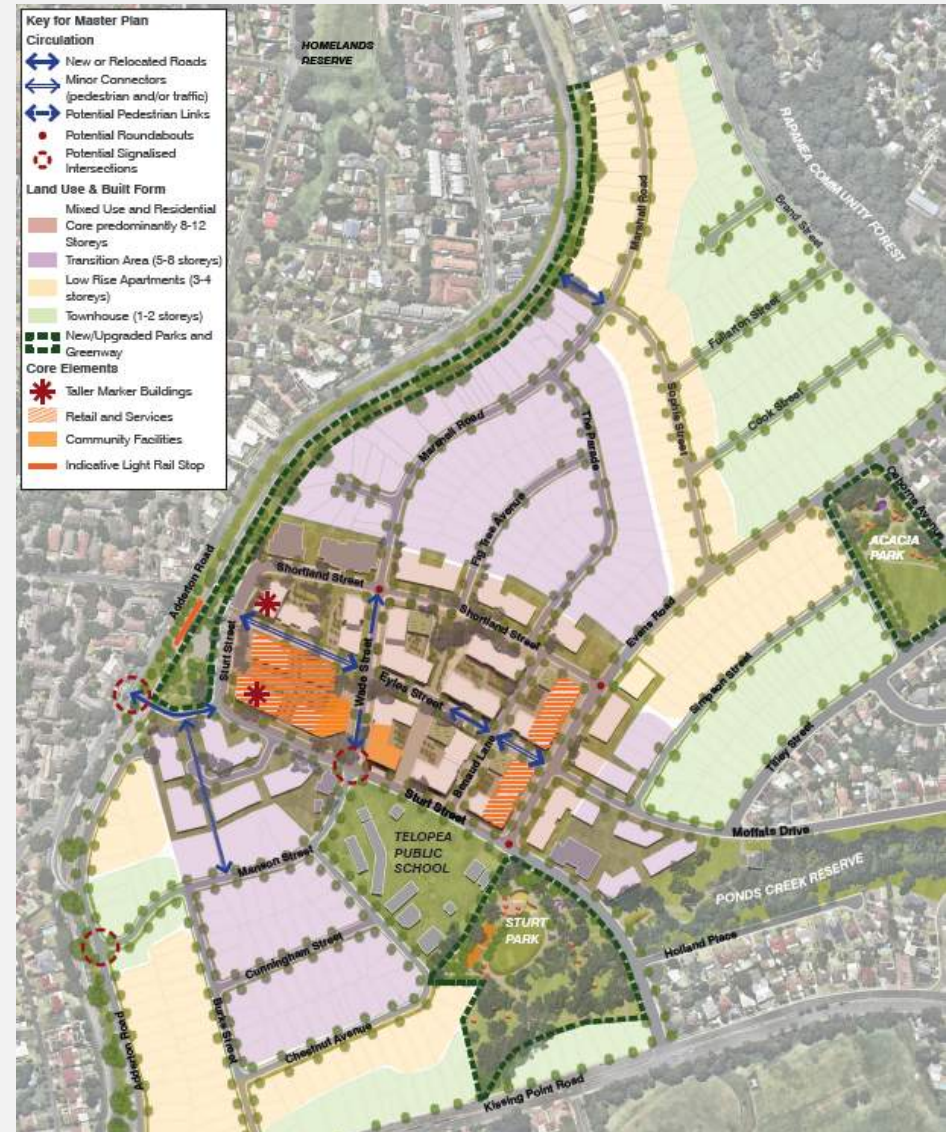 Key for Master Plan
Circulation
New or Relocated Roads
Minor Connectors
(pedestrian and/or traffic)
Potential Pedestrian Links
Potential Roundabouts
Potential Signalised
Intersections
Land Use & Built Form
Mixed Use and Residential
Core predominantly 8-12
Storeys
Transition Area (5-8 storeys)
Low Rise Apartments (3-4
storeys)
Townhouse (1-2 storeys)
New/Upgraded Parks and
Greenway
Core Elements
Taller Marker Buildings
Retail and Services
Community Facilities
Indicative Light Rail Stop
HOMELANDS
RESERVE
RAPANEA COMMUNITY FOREST
Marshall Road
Brand Street
Fullarton Street
Sophie Street
Cook Street
Marshall Road
The Parade
Fig Tree Avenue
Osborne Avenue
ACACIA
PARK
Adderton Road
Shortland Street
Shortland Street
Evans Road
Sturt Street
Wade Street
Eyles Street
Simpson Street
Tilley Street
Benaud Lane
Sturt Street
Moffats Drive
TELOPEA
PUBLIC
SCHOOL
Manson Street
PONDS CREEK RESERVE
STURT
PARK
Holland Place
Cunningham Street
Burke Street
Chestnut Avenue
Adderton Road
Kissing Point Road